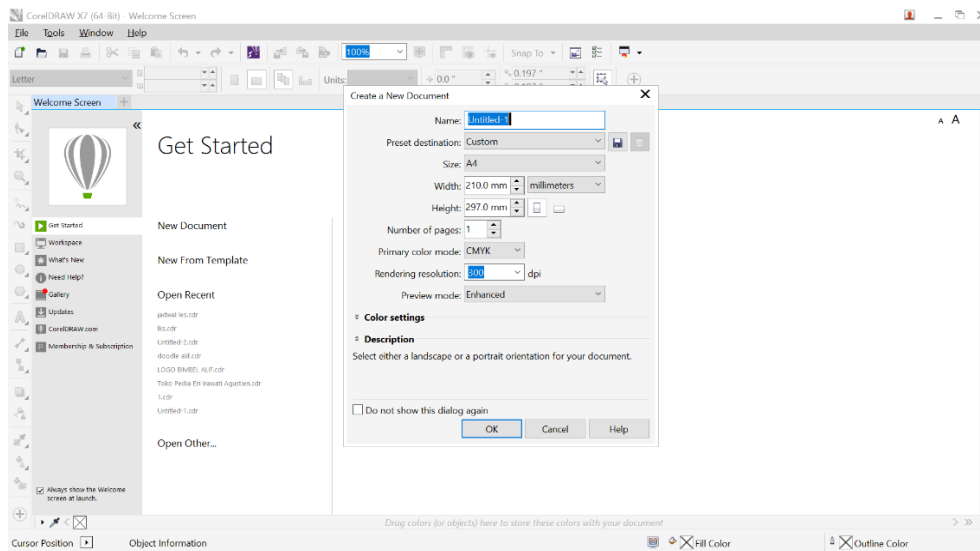 CorelDRAW X7 (64-Bit) - Welcome Screen
File Tools Window Help
100% Snap To
Letter Units: 0.0 " 0.197 "
Welcome Screen
Create a New Document
Name: Untitled-1
Preset destination: Custom
Size: A4
Width: 210.0 mm millimeters
Height: 297.0 mm
Number of pages: 1
Primary color mode: CMYK
Rendering resolution: 300 dpi
Preview mode: Enhanced
Color settings
Description
Select either a landscape or a portrait orientation for your document.
Do not show this dialog again
OK Cancel Help
A A
Get Started
Workspace
What's New
Need Help?
Gallery
Updates
CorelDRAW.com
Membership & Subscription
Always show the Welcome
screen at launch.
Get Started
New Document
New From Template
Open Recent
jadwal les.cdr
lks.cdr
Untitled-2.cdr
doodle alif.cdr
LOGO BIMBEL ALIF.cdr
Toko Pedia Eri Irawati Agustien.cdr
1.cdr
Untitled-1.cdr
Open Other...
Drag colors (or objects) here to store these colors with your document
Cursor Position Object Information Fill Color Outline Color